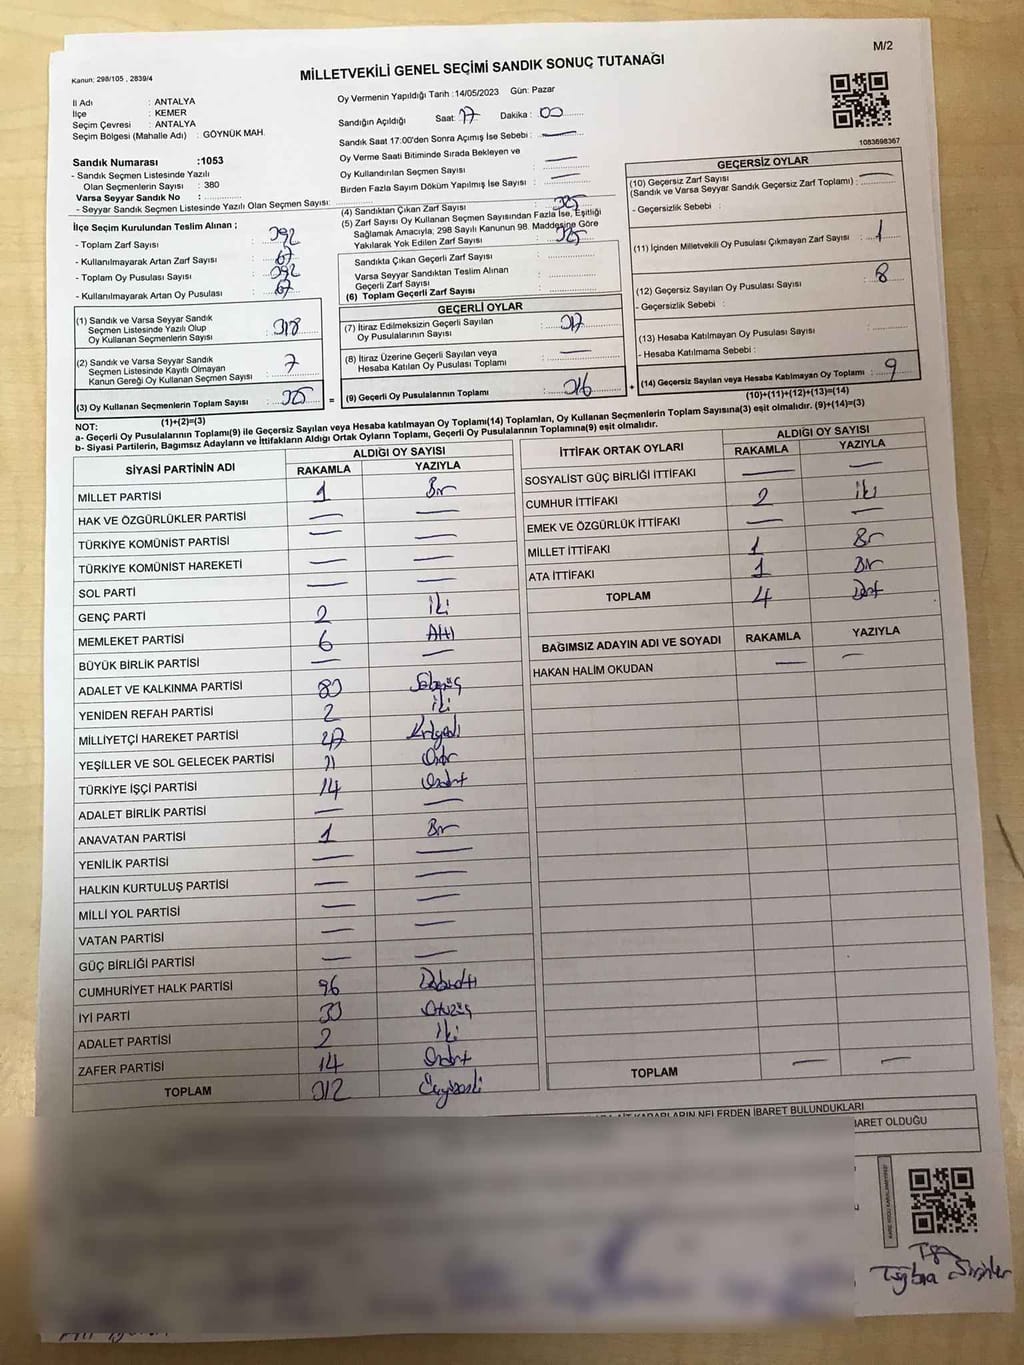 M/2
Kanun: 298/105 , 2839/4
MİLLETVEKİLİ GENEL SEÇİMİ SANDIK SONUÇ TUTANAĞI
İl Adı : ANTALYA
İlçe : KEMER
Seçim Çevresi : ANTALYA
Seçim Bölgesi (Mahalle Adı) : GÖYNÜK MAH.
Oy Vermenin Yapıldığı Tarih :14/05/2023 Gün: Pazar
Sandığın Açıldığı Saat: 17 Dakika : 00
Sandık Saat 17:00'den Sonra Açımış İse Sebebi : —
Oy Verme Saati Bitiminde Sırada Bekleyen ve
Oy Kullandırılan Seçmen Sayısı : —
Birden Fazla Sayım Döküm Yapılmış İse Sayısı : —
1083698367
Sandık Numarası :1053
- Sandık Seçmen Listesinde Yazılı
Olan Seçmenlerin Sayısı : 380
Varsa Seyyar Sandık No :
- Seyyar Sandık Seçmen Listesinde Yazılı Olan Seçmen Sayısı:
İlçe Seçim Kurulundan Teslim Alınan ;
- Toplam Zarf Sayısı : 392
- Kullanılmayarak Artan Zarf Sayısı : 67
- Toplam Oy Pusulası Sayısı : 392
- Kullanılmayarak Artan Oy Pusulası : 67
(1) Sandık ve Varsa Seyyar Sandık
Seçmen Listesinde Yazılı Olup
Oy Kullanan Seçmenlerin Sayısı : 318
(2) Sandık ve Varsa Seyyar Sandık
Seçmen Listesinde Kayıtlı Olmayan
Kanun Gereği Oy Kullanan Seçmen Sayısı : 7
(3) Oy Kullanan Seçmenlerin Toplam Sayısı : 325
(1)+(2)=(3)
(4) Sandıktan Çıkan Zarf Sayısı : 325
(5) Zarf Sayısı Oy Kullanan Seçmen Sayısından Fazla İse, Eşitliği
Sağlamak Amacıyla, 298 Sayılı Kanunun 98. Maddesine Göre
Yakılarak Yok Edilen Zarf Sayısı : 325
Sandıkta Çıkan Geçerli Zarf Sayısı :
Varsa Seyyar Sandıktan Teslim Alınan
Geçerli Zarf Sayısı :
(6) Toplam Geçerli Zarf Sayısı :
GEÇERLİ OYLAR
(7) İtiraz Edilmeksizin Geçerli Sayılan
Oy Pusulalarının Sayısı : 317
(8) İtiraz Üzerine Geçerli Sayılan veya
Hesaba Katılan Oy Pusulası Toplamı : —
= (9) Geçerli Oy Pusulalarının Toplamı : 316
GEÇERSİZ OYLAR
(10) Geçersiz Zarf Sayısı
(Sandık ve Varsa Seyyar Sandık Geçersiz Zarf Toplamı) : —
- Geçersizlik Sebebi :
(11) İçinden Milletvekili Oy Pusulası Çıkmayan Zarf Sayısı : 1
(12) Geçersiz Sayılan Oy Pusulası Sayısı : 8
- Geçersizlik Sebebi :
(13) Hesaba Katılmayan Oy Pusulası Sayısı :
- Hesaba Katılmama Sebebi :
+ (14) Geçersiz Sayılan veya Hesaba Katılmayan Oy Toplamı : 9
(10)+(11)+(12)+(13)=(14)
NOT:
a- Geçerli Oy Pusulalarının Toplamı(9) ile Geçersiz Sayılan veya Hesaba katılmayan Oy Toplamı(14) Toplamları, Oy Kullanan Seçmenlerin Toplam Sayısına(3) eşit olmalıdır. (9)+(14)=(3)
b- Siyasi Partilerin, Bağımsız Adayların ve İttifakların Aldığı Ortak Oyların Toplamı, Geçerli Oy Pusulalarının Toplamına(9) eşit olmalıdır.
SİYASİ PARTİNİN ADI ALDIĞI OY SAYISI
RAKAMLA YAZIYLA
MİLLET PARTİSİ 1 Bir
HAK VE ÖZGÜRLÜKLER PARTİSİ — —
TÜRKİYE KOMÜNİST PARTİSİ — —
TÜRKİYE KOMÜNİST HAREKETİ — —
SOL PARTİ — —
GENÇ PARTİ 2 İki
MEMLEKET PARTİSİ 6 Altı
BÜYÜK BİRLİK PARTİSİ — —
ADALET VE KALKINMA PARTİSİ 83 Seksenüç
YENİDEN REFAH PARTİSİ 2 İki
MİLLİYETÇİ HAREKET PARTİSİ 47 Kırkyedi
YEŞİLLER VE SOL GELECEK PARTİSİ 11 Onbir
TÜRKİYE İŞÇİ PARTİSİ 14 Ondört
ADALET BİRLİK PARTİSİ — —
ANAVATAN PARTİSİ 1 Bir
YENİLİK PARTİSİ — —
HALKIN KURTULUŞ PARTİSİ — —
MİLLİ YOL PARTİSİ — —
VATAN PARTİSİ — —
GÜÇ BİRLİĞİ PARTİSİ — —
CUMHURİYET HALK PARTİSİ 96 Doksanaltı
İYİ PARTİ 33 Otuzüç
ADALET PARTİSİ 2 İki
ZAFER PARTİSİ 14 Ondört
TOPLAM 312
İTTİFAK ORTAK OYLARI ALDIĞI OY SAYISI
RAKAMLA YAZIYLA
SOSYALİST GÜÇ BİRLİĞİ İTTİFAKI — —
CUMHUR İTTİFAKI 2 İki
EMEK VE ÖZGÜRLÜK İTTİFAKI — —
MİLLET İTTİFAKI 1 Bir
ATA İTTİFAKI 1 Bir
TOPLAM 4 Dört
BAĞIMSIZ ADAYIN ADI VE SOYADI RAKAMLA YAZIYLA
HAKAN HALİM OKUDAN — —
TOPLAM — —
NELERDEN İBARET BULUNDUKLARI
BARET OLDUĞU
Tuğba